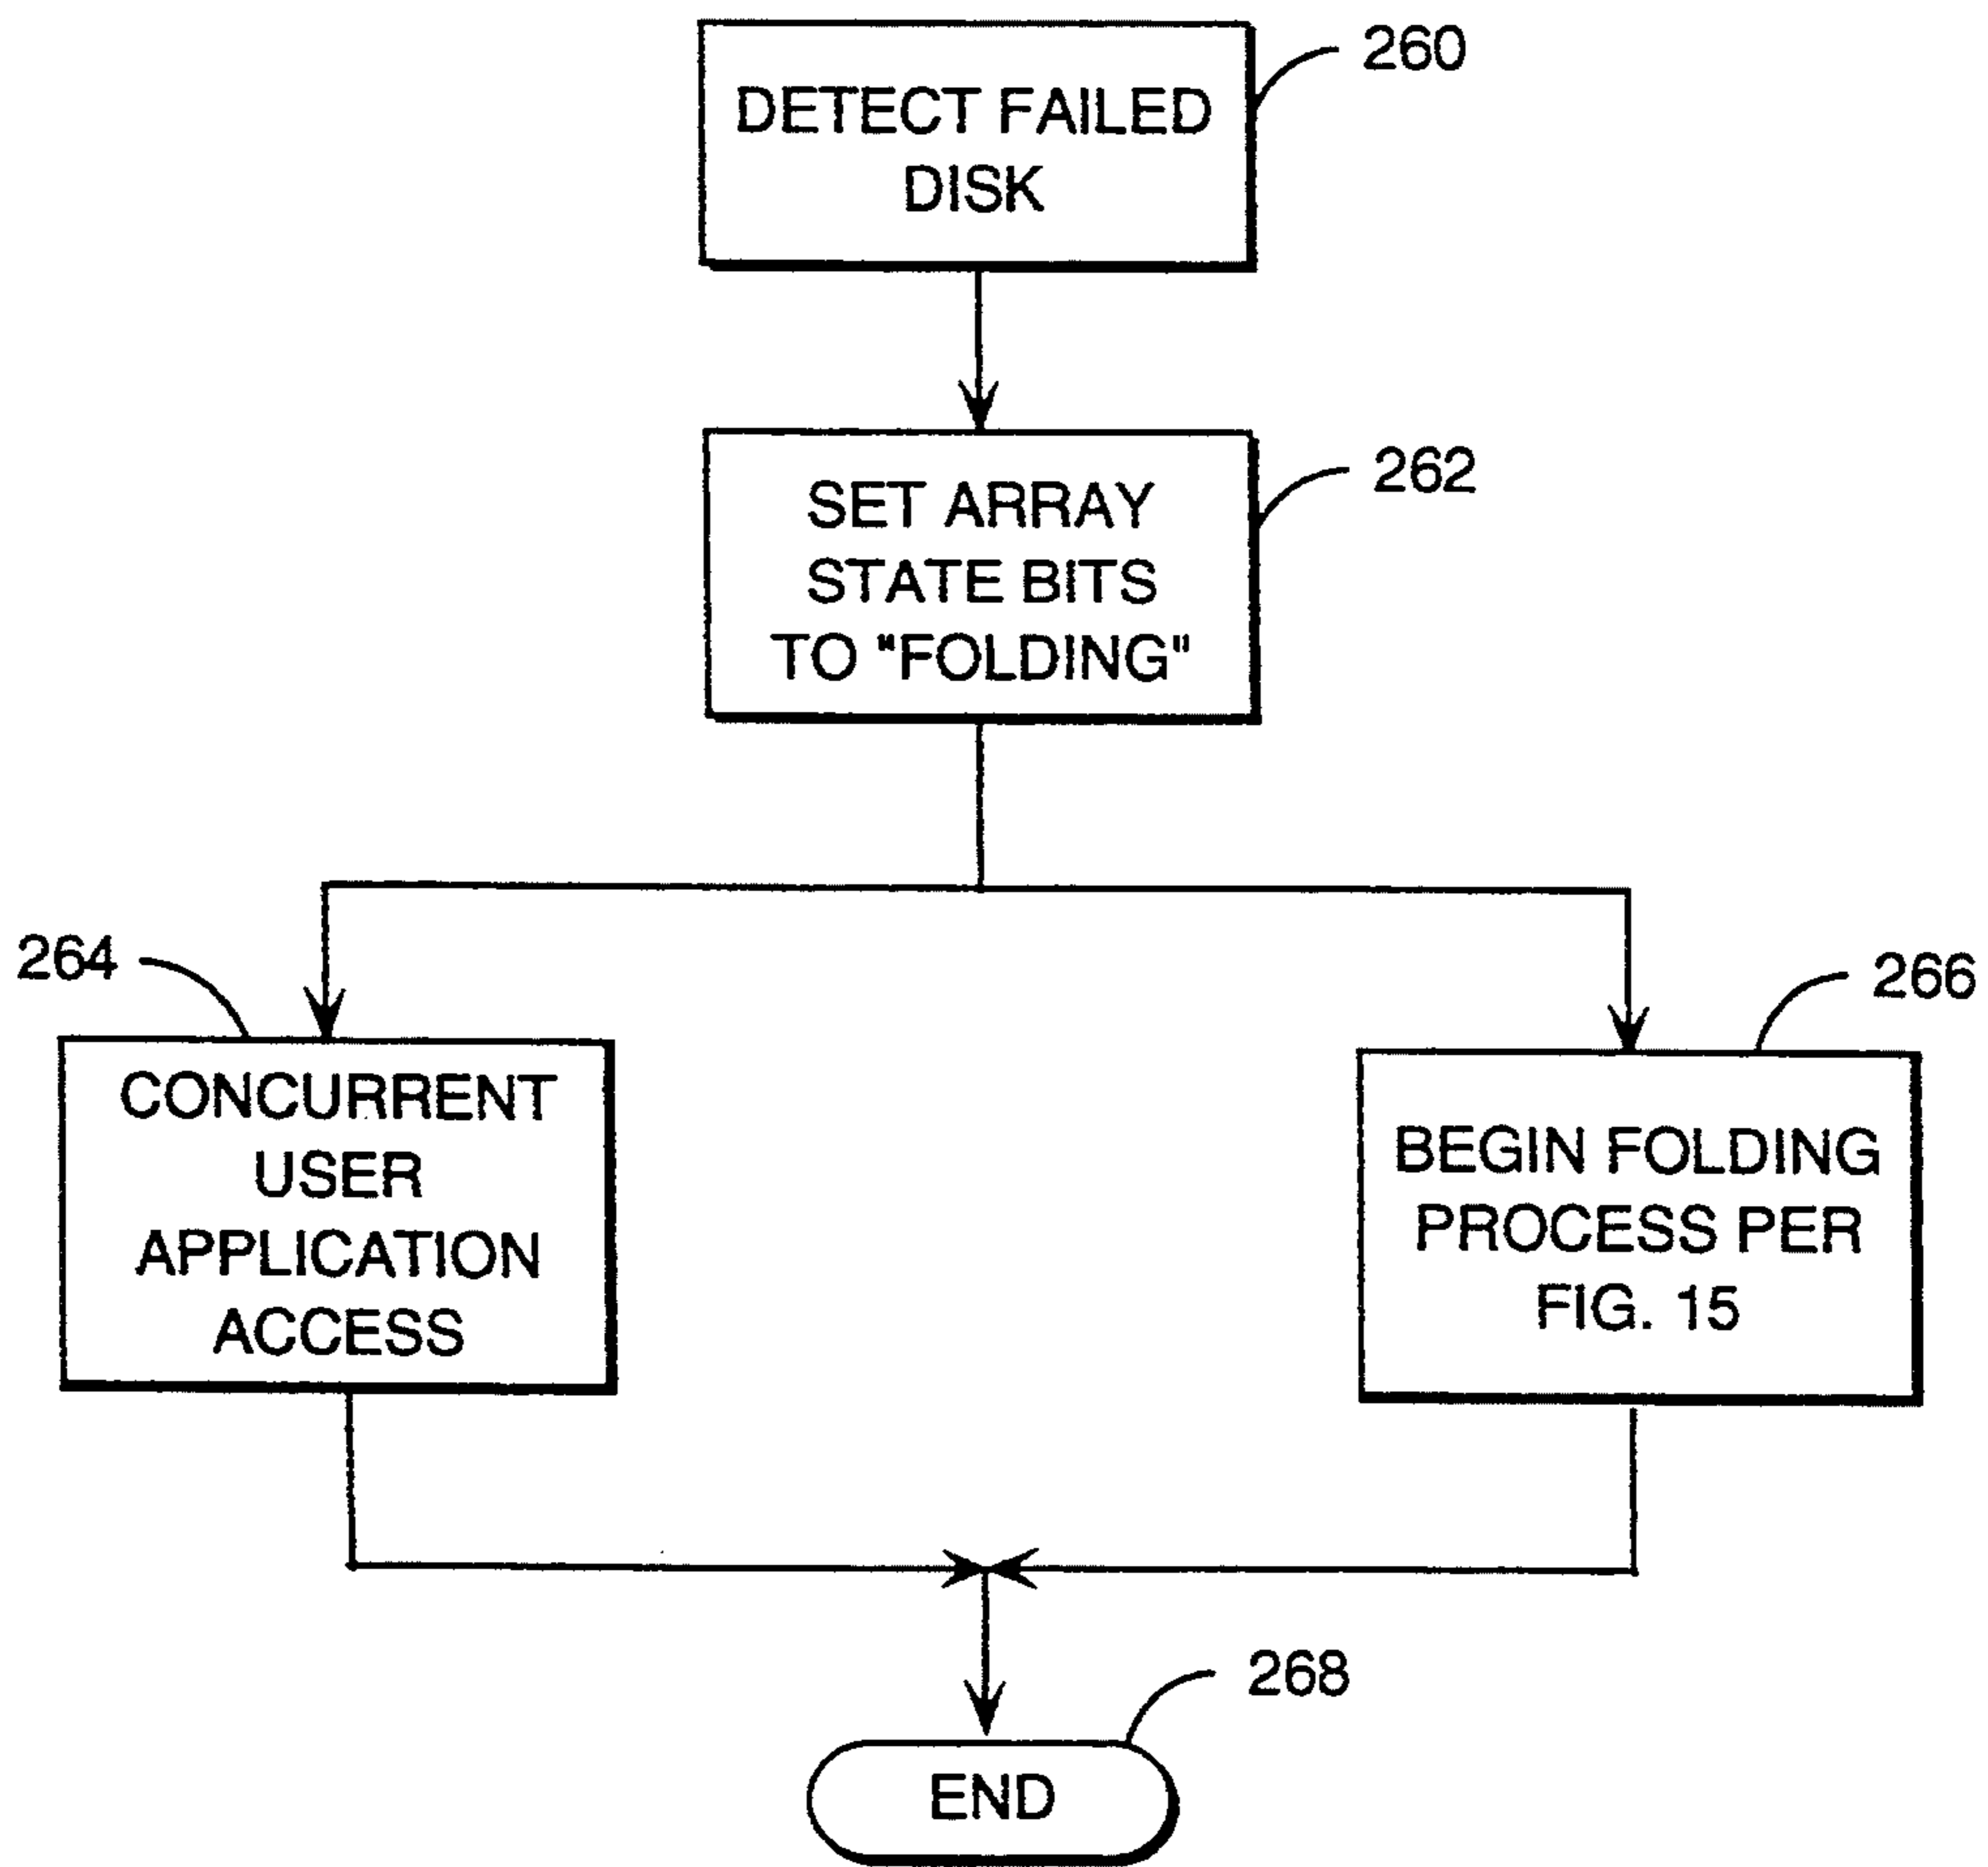 260
DETECT FAILED
DISK
262
SET ARRAY
STATE BITS
TO "FOLDING"
264
CONCURRENT
USER
APPLICATION
ACCESS
266
BEGIN FOLDING
PROCESS PER
FIG. 15
268
END